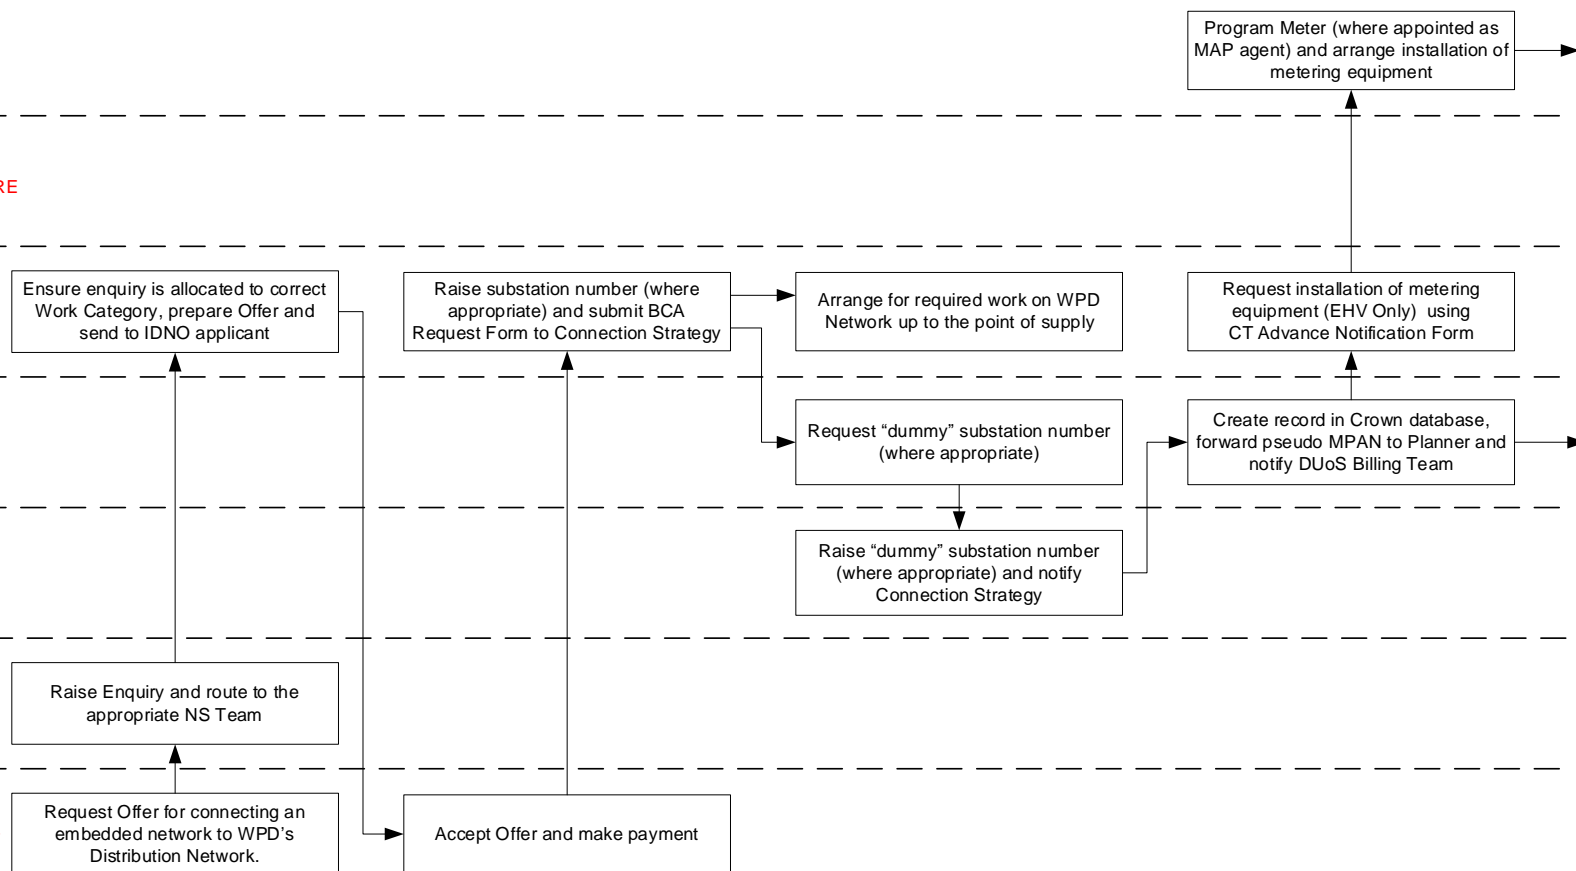 Program Meter (where appointed as
MAP agent) and arrange installation of
metering equipment
RE
Ensure enquiry is allocated to correct
Work Category, prepare Offer and
send to IDNO applicant
Raise substation number (where
appropriate) and submit BCA
Request Form to Connection Strategy
Arrange for required work on WPD
Network up to the point of supply
Request installation of metering
equipment (EHV Only) using
CT Advance Notification Form
Request “dummy” substation number
(where appropriate)
Create record in Crown database,
forward pseudo MPAN to Planner and
notify DUoS Billing Team
Raise “dummy” substation number
(where appropriate) and notify
Connection Strategy
Raise Enquiry and route to the
appropriate NS Team
Request Offer for connecting an
embedded network to WPD’s
Distribution Network.
Accept Offer and make payment